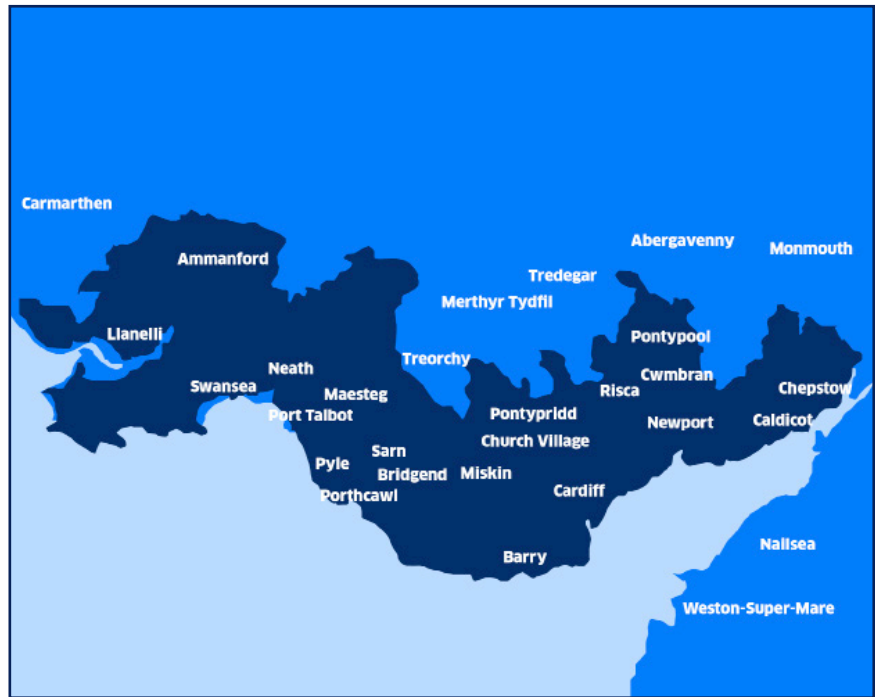 Carmarthen
Abergavenny
Monmouth
Ammanford
Tredegar
Merthyr Tydfil
Llanelli
Pontypool
Treorchy
Neath
Cwmbran
Swansea
Maesteg
Risca
Chepstow
Port Talbot
Pontypridd
Newport
Caldicot
Church Village
Sarn
Pyle
Bridgend
Miskin
Porthcawl
Cardiff
Nailsea
Barry
Weston-Super-Mare